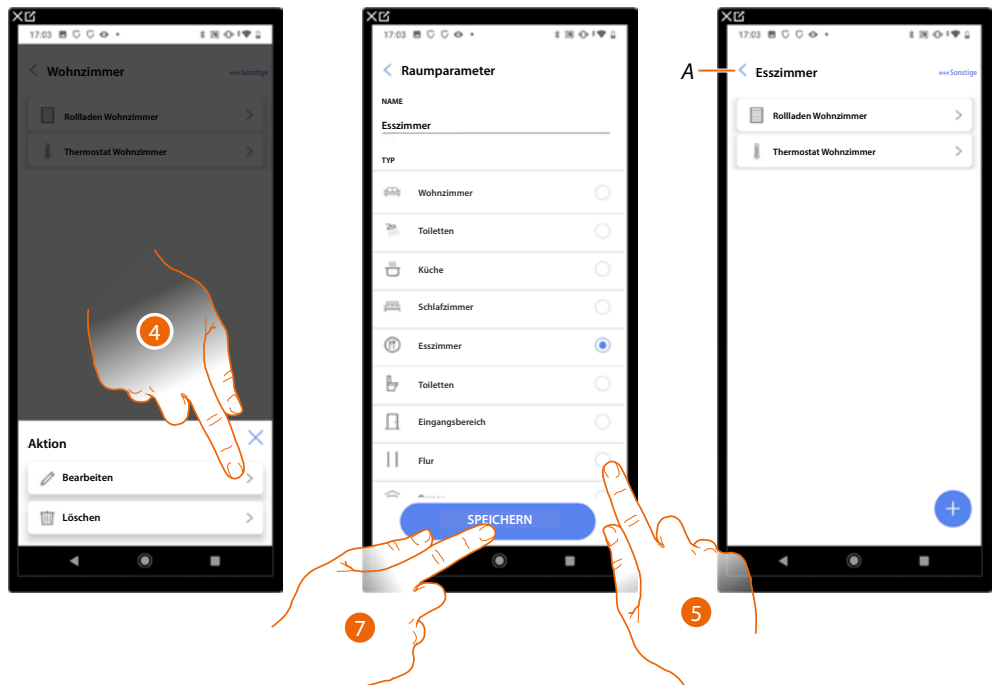 17:03
Wohnzimmer
Sonstige
Rollladen Wohnzimmer
Thermostat Wohnzimmer
4
Aktion
Bearbeiten
Löschen
17:03
Raumparameter
NAME
Esszimmer
TYP
Wohnzimmer
Toiletten
Küche
Schlafzimmer
Esszimmer
Toiletten
Eingangsbereich
Flur
SPEICHERN
7
5
17:03
A
Esszimmer
Sonstige
Rollladen Wohnzimmer
Thermostat Wohnzimmer
+